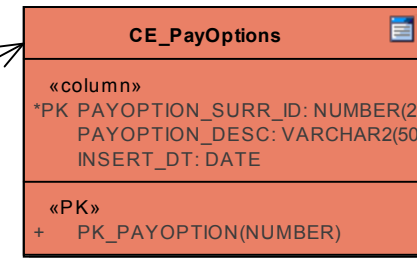 CE_PayOptions
«column»
*PK PAYOPTION_SURR_ID: NUMBER(2
PAYOPTION_DESC: VARCHAR2(50
INSERT_DT: DATE
«PK»
+ PK_PAYOPTION(NUMBER)